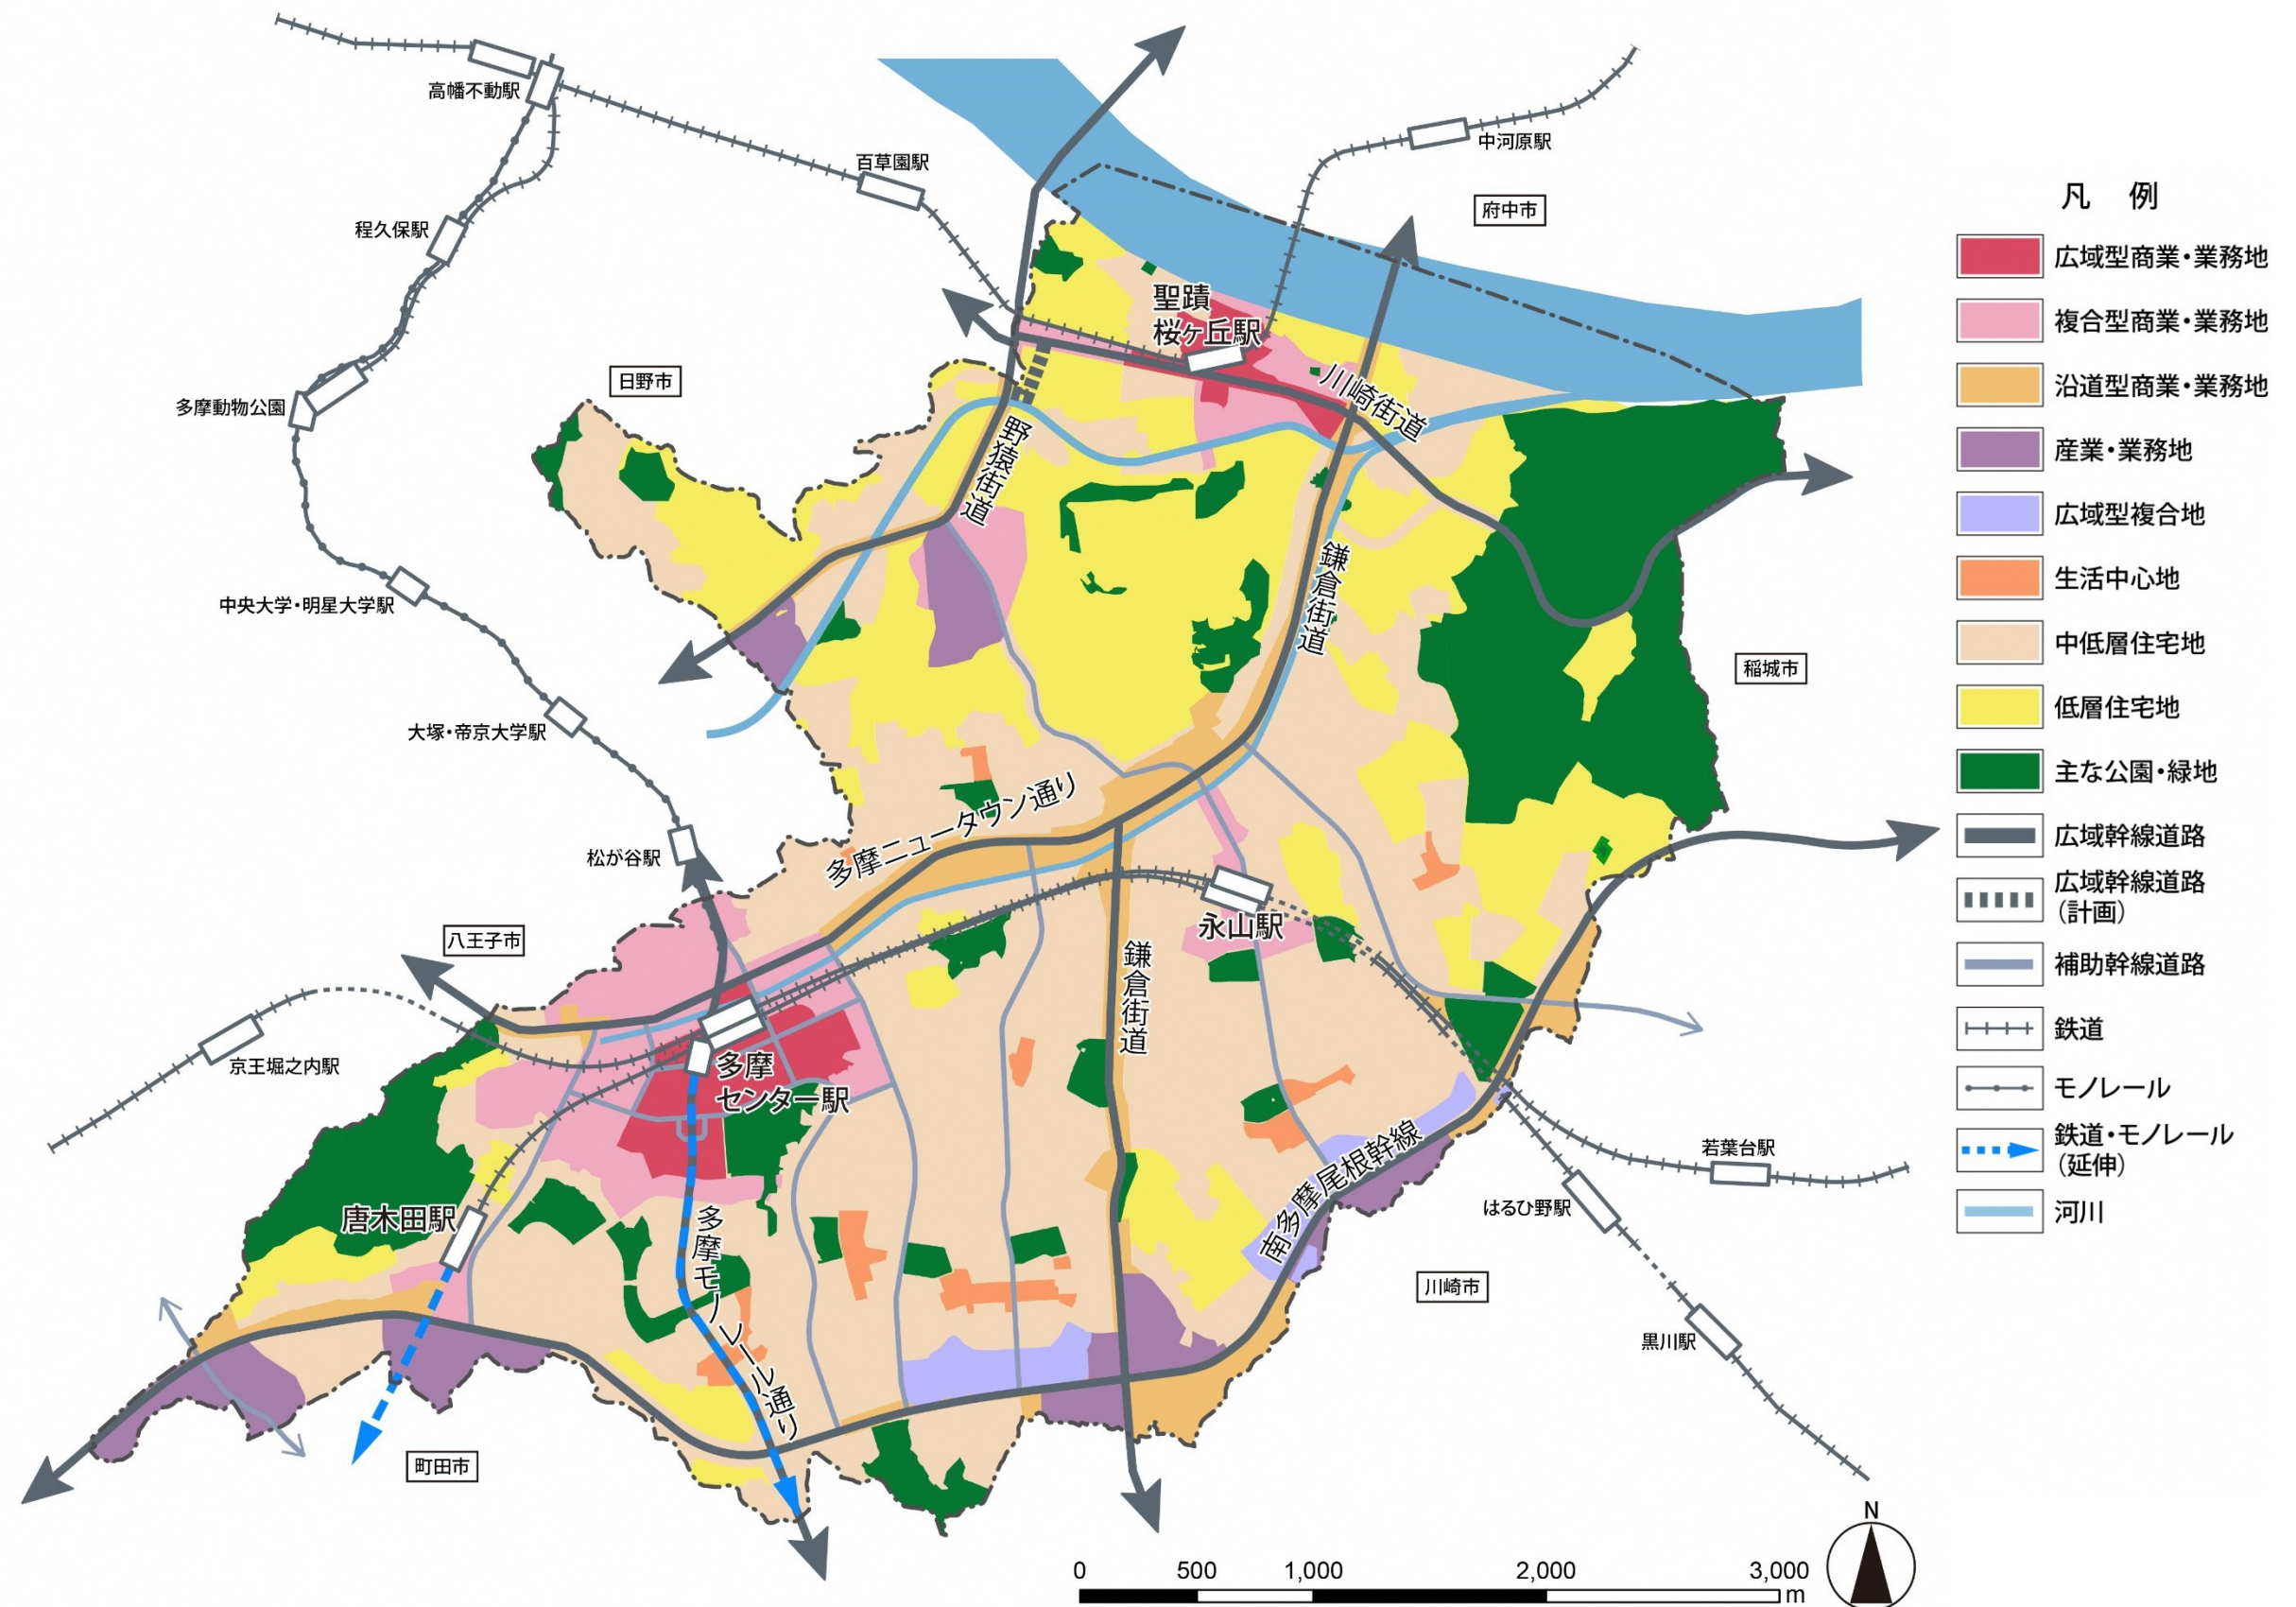 高幡不動駅
中河原駅
百草園駅
府中市
程久保駅
聖蹟
桜ヶ丘駅
日野市
川崎街道
多摩動物公園
野猿街道
鎌倉街道
中央大学・明星大学駅
稲城市
大塚・帝京大学駅
多摩ニュータウン通り
松が谷駅
八王子市
永山駅
鎌倉街道
京王堀之内駅
多摩
センター駅
若葉台駅
南多摩尾根幹線
はるひ野駅
唐木田駅
多摩モノレール通り
川崎市
黒川駅
町田市
凡 例
広域型商業・業務地
複合型商業・業務地
沿道型商業・業務地
産業・業務地
広域型複合地
生活中心地
中低層住宅地
低層住宅地
主な公園・緑地
広域幹線道路
広域幹線道路
（計画）
補助幹線道路
鉄道
モノレール
鉄道・モノレール
（延伸）
河川
N
0 500 1,000 2,000 3,000
m